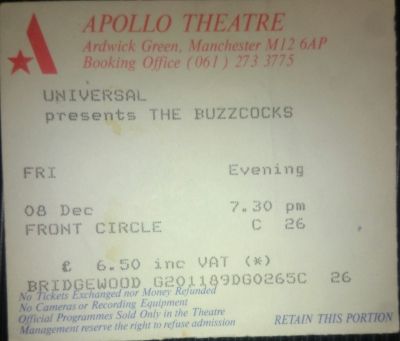 APOLLO THEATRE
Ardwick Green, Manchester M12 6AP
Booking Office (061) 273 3775
UNIVERSAL
presents THE BUZZCOCKS
FRI Evening
08 Dec 7.30 pm
FRONT CIRCLE C 26
£ 6.50 inc VAT (*)
BRIDGEWOOD G201189DG0265C 26
No Tickets Exchanged nor Money Refunded
No Cameras or Recording Equipment
Official Programmes Sold Only in the Theatre
Management reserve the right to refuse admission
RETAIN THIS PORTION